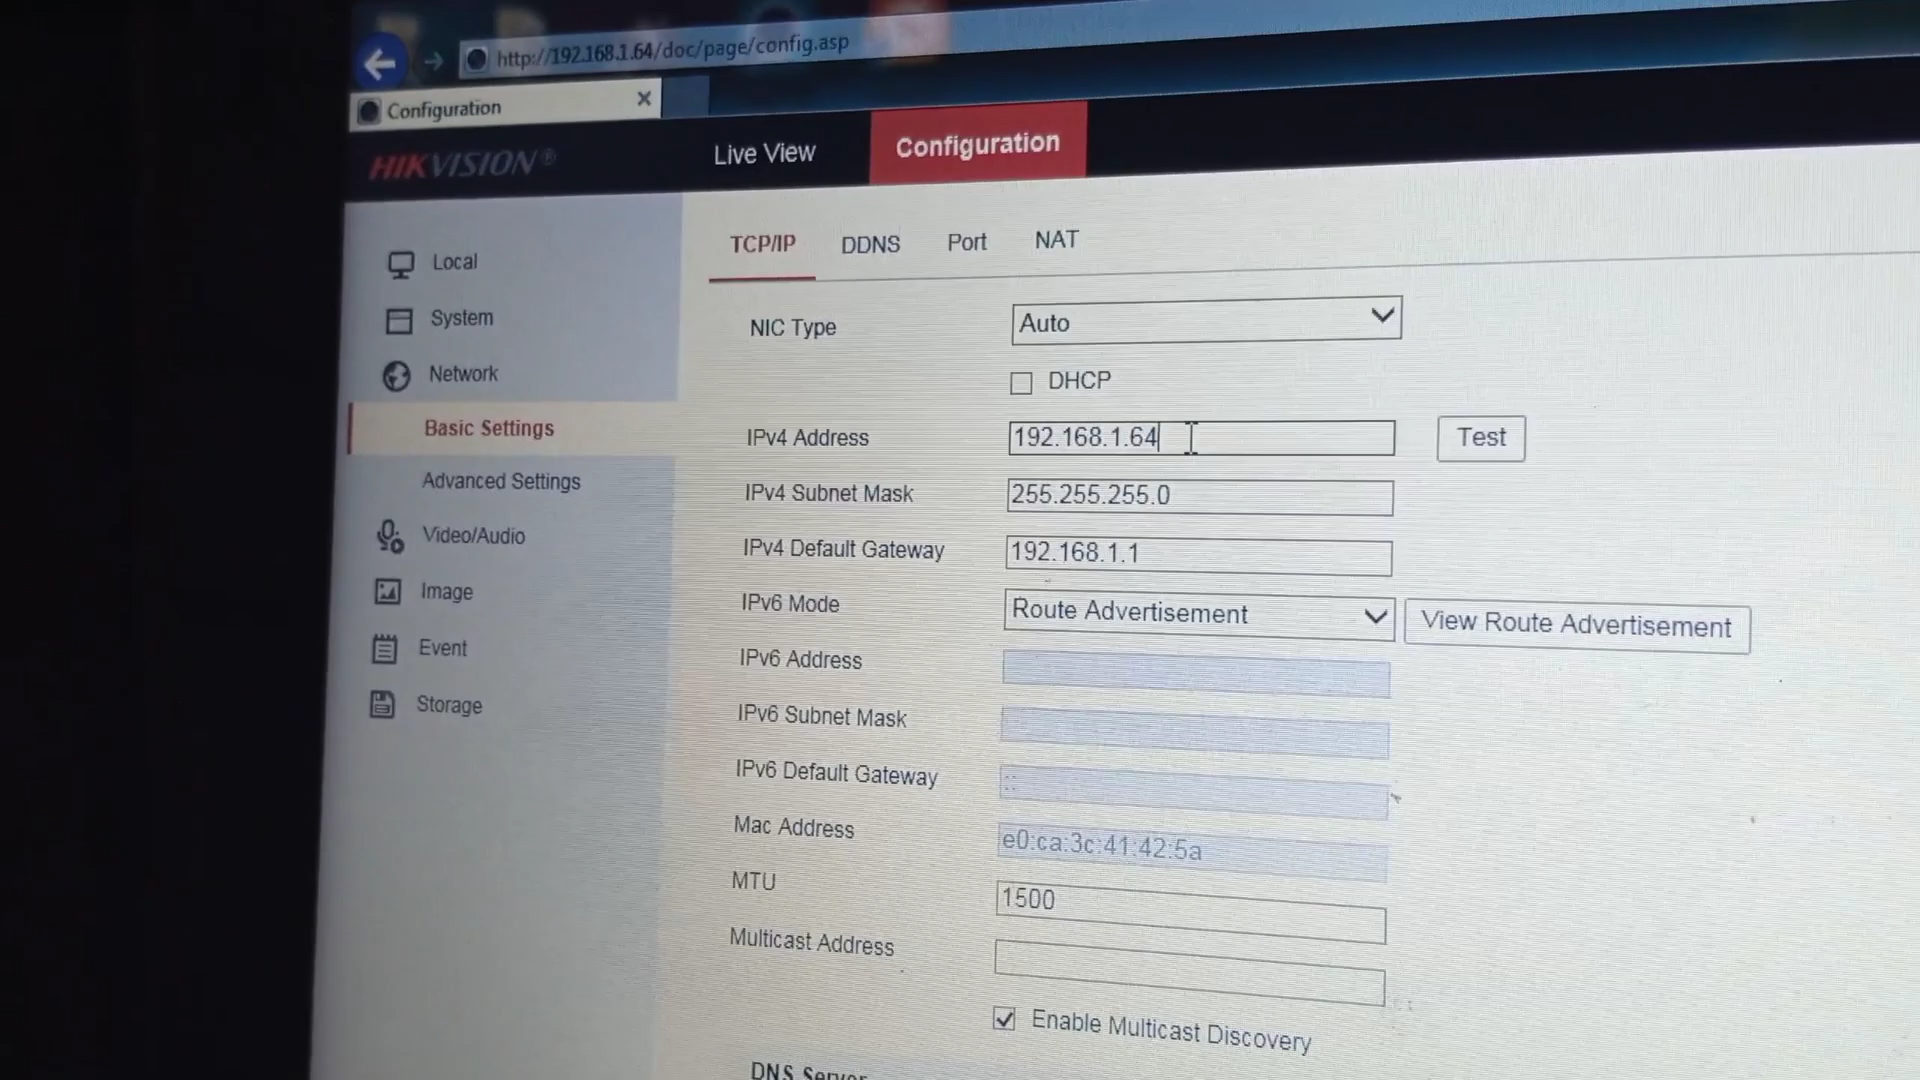 http://192.168.1.64/doc/page/config.asp
Configuration
HIKVISION®
Live View
Configuration
Local
System
Network
Basic Settings
Advanced Settings
Video/Audio
Image
Event
Storage
TCP/IP
DDNS
Port
NAT
NIC Type
Auto
DHCP
IPv4 Address
192.168.1.64
Test
IPv4 Subnet Mask
255.255.255.0
IPv4 Default Gateway
192.168.1.1
IPv6 Mode
Route Advertisement
View Route Advertisement
IPv6 Address
IPv6 Subnet Mask
IPv6 Default Gateway
::
Mac Address
e0:ca:3c:41:42:5a
MTU
1500
Multicast Address
Enable Multicast Discovery
DNS Server